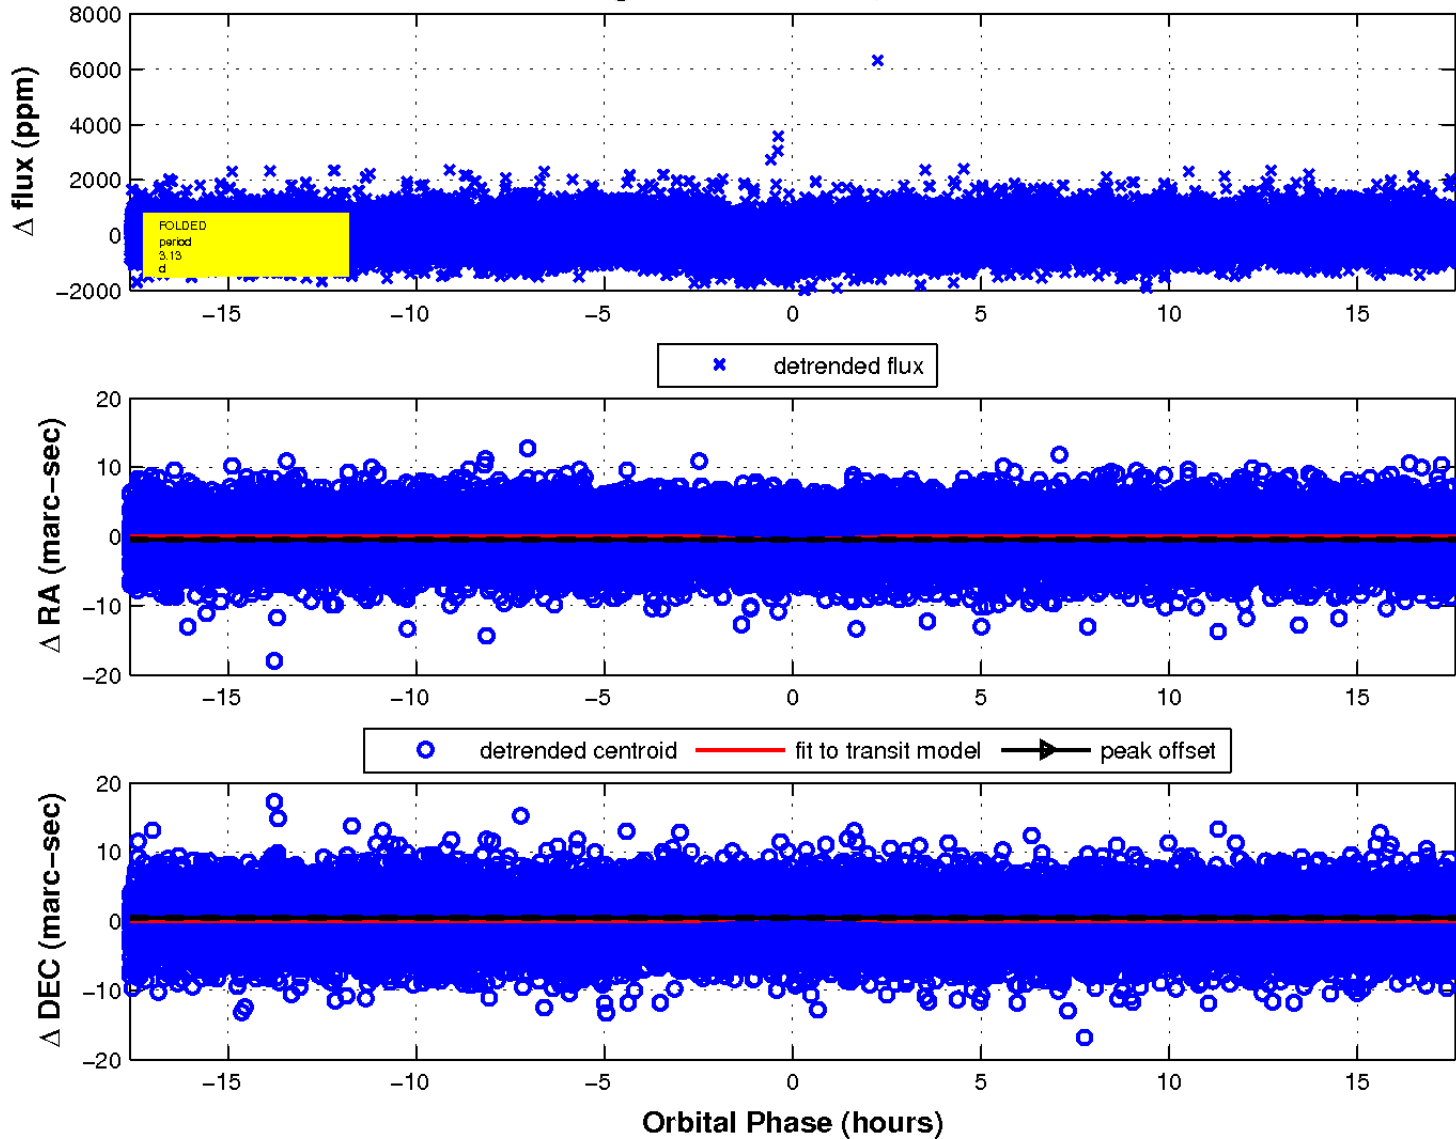 8000
6000
4000
2000
0
−2000
Δ flux (ppm)
FOLDED
period
3.13
d
−15 −10 −5 0 5 10 15
detrended flux
20
10
0
−10
−20
Δ RA (marc−sec)
−15 −10 −5 0 5 10 15
detrended centroid fit to transit model peak offset
20
10
0
−10
−20
Δ DEC (marc−sec)
−15 −10 −5 0 5 10 15
Orbital Phase (hours)